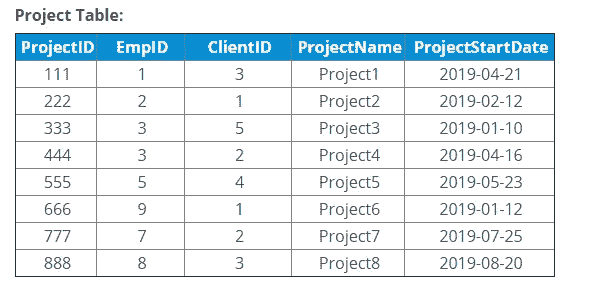 Project Table:
ProjectID EmpID ClientID ProjectName ProjectStartDate
111 1 3 Project1 2019-04-21
222 2 1 Project2 2019-02-12
333 3 5 Project3 2019-01-10
444 3 2 Project4 2019-04-16
555 5 4 Project5 2019-05-23
666 9 1 Project6 2019-01-12
777 7 2 Project7 2019-07-25
888 8 3 Project8 2019-08-20